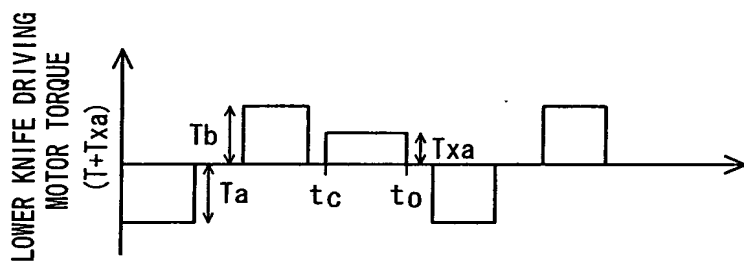 LOWER KNIFE DRIVING
MOTOR TORQUE
(T+Txa)
Tb
Txa
Ta
tc
to